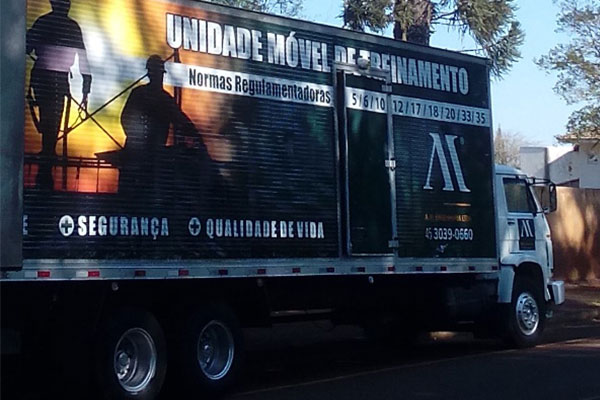 UNIDADE MÓVEL DE TREINAMENTO
Normas Regulamentadoras 5/6/10 12/17/18/20/33/35
E +SEGURANÇA +QUALIDADE DE VIDA
45 3039-0660